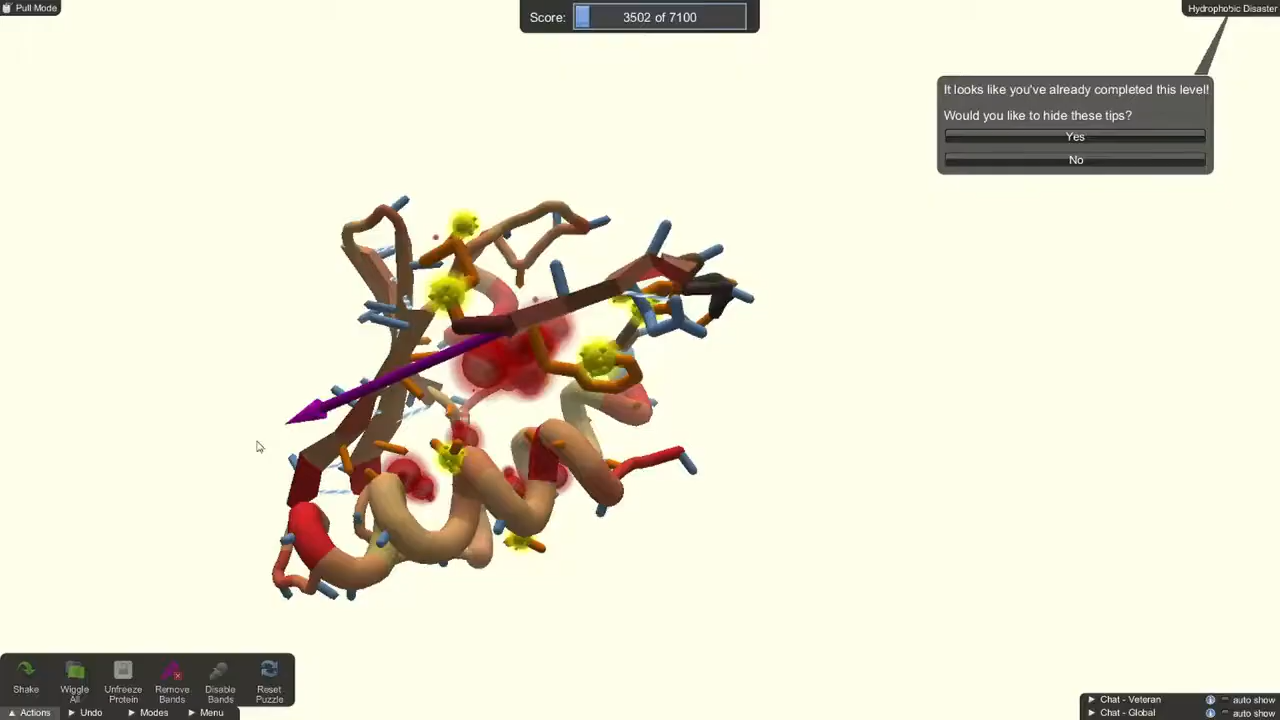 Pull Mode
Score: 3502 of 7100
Hydrophobic Disaster
It looks like you've already completed this level!
Would you like to hide these tips?
Yes
No
Shake
Wiggle All
Unfreeze Protein
Remove Bands
Disable Bands
Reset Puzzle
Actions
Undo
Modes
Menu
Chat - Veteran auto show
Chat - Global auto show